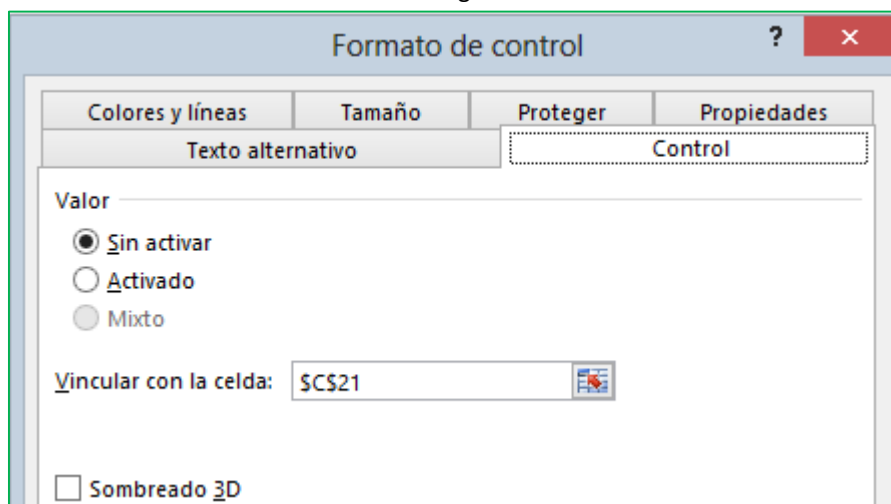 Formato de control ? ×
Colores y líneas Tamaño Proteger Propiedades
Texto alternativo Control
Valor
Sin activar
Activado
Mixto
Vincular con la celda: $C$21
Sombreado 3D